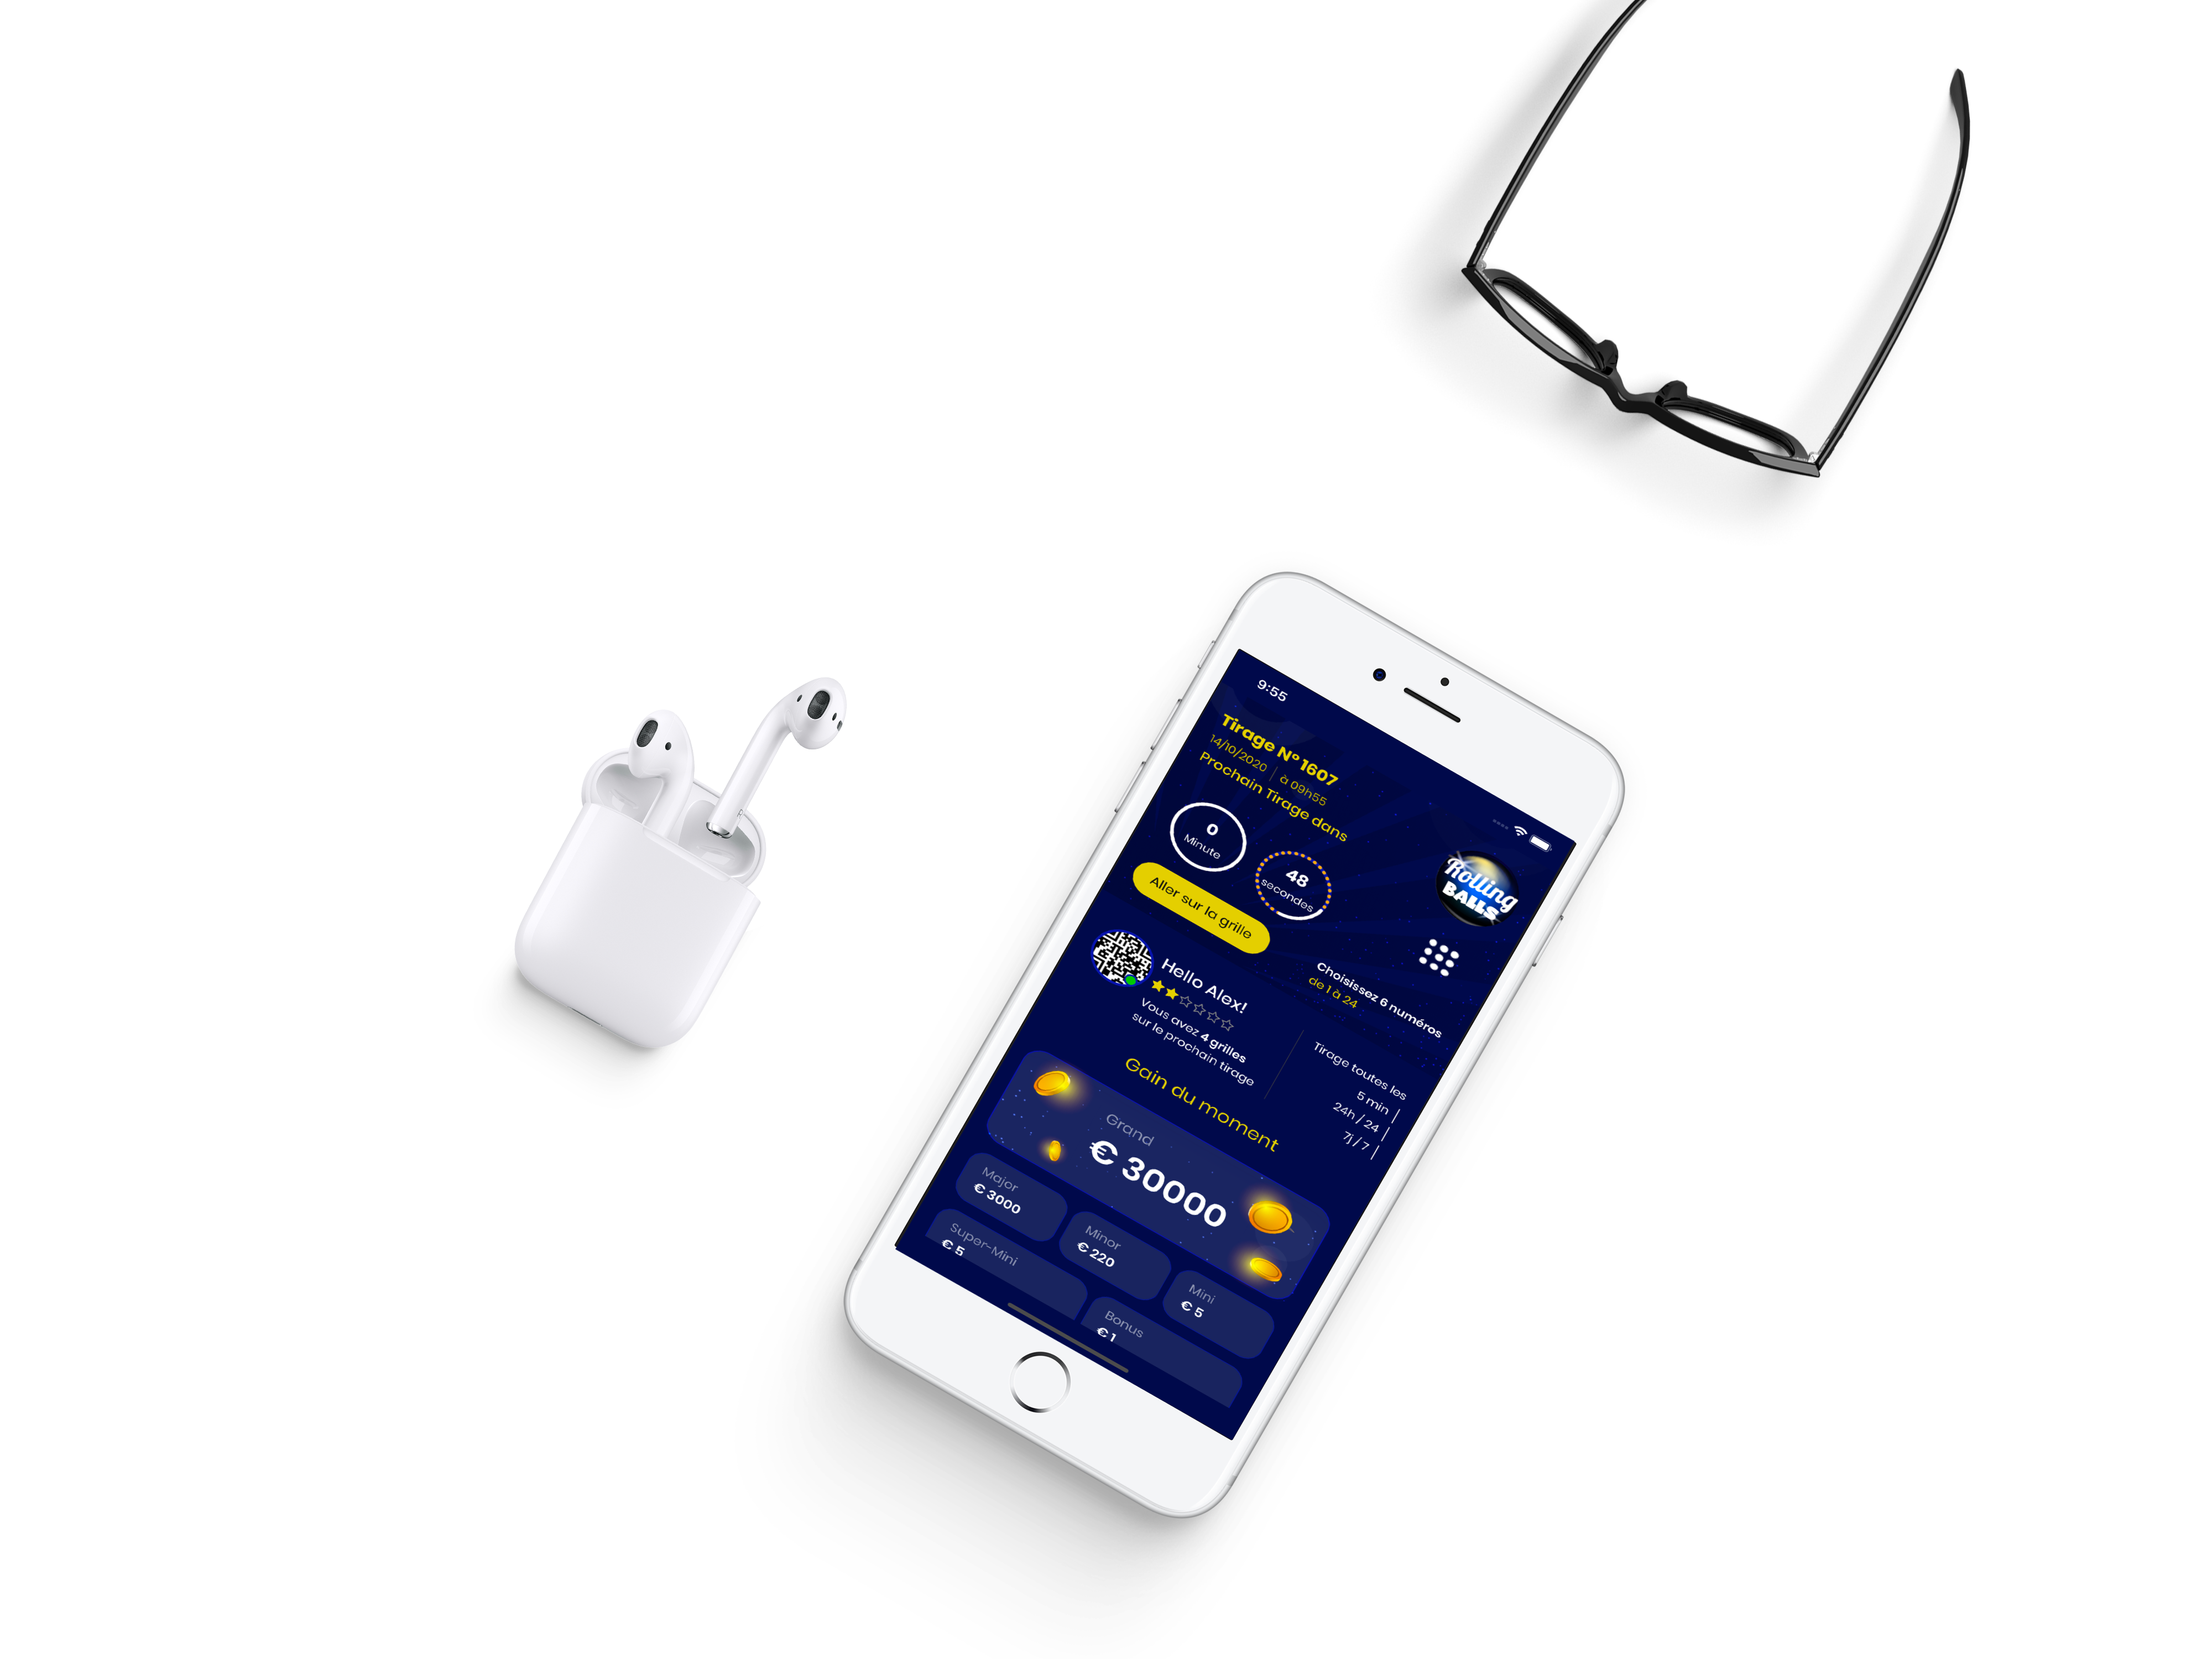 9:55
Tirage N° 1607
14/10/2020 | à 09h55
Prochain Tirage dans
0
Minute
48
secondes
Rolling
BALLS
Aller sur la grille
Choisissez 6 numéros
de 1 à 24
Hello Alex!
Vous avez 4 grilles
sur le prochain tirage
Tirage toutes les
5 min |
24h / 24 |
7j / 7 |
Gain du moment
Grand
€ 30000
Major
€ 3000
Minor
€ 220
Mini
€ 5
Super-Mini
€ 5
Bonus
€ 1